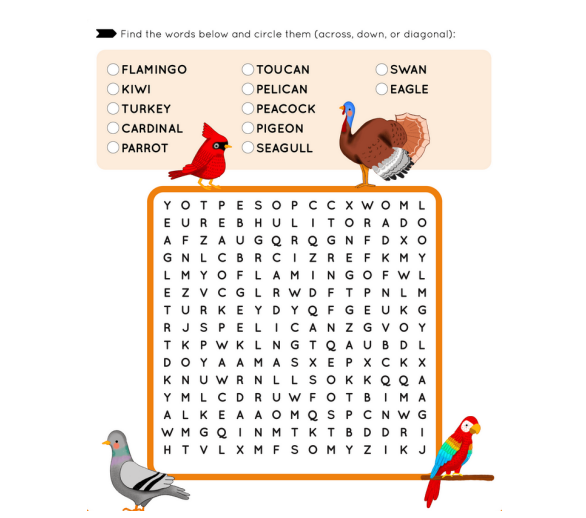 Find the words below and circle them (across, down, or diagonal):
FLAMINGO TOUCAN SWAN
KIWI PELICAN EAGLE
TURKEY PEACOCK
CARDINAL PIGEON
PARROT SEAGULL
Y O T P E S O P C C X W O M L
E U R E B H U L I T O R A D O
A F Z A U G Q R Q G N F D X O
G N L C B R C I Z R E F K M Y
L M Y O F L A M I N G O F W L
E Z V C G L R W D F T P N L M
T U R K E Y D Y Q F G E U K G
R J S P E L I C A N Z G V O Y
T K P W K L N G T Q A U B D L
D O Y A A M A S X E P X C K X
K N U W R N L L S O K K Q Q A
Y M L C D R U W F O T B I M A
A L K E A A O M Q S P C N W G
W M G Q I N M T K T B D D R I
H T V L X M F S O M Y Z I K J